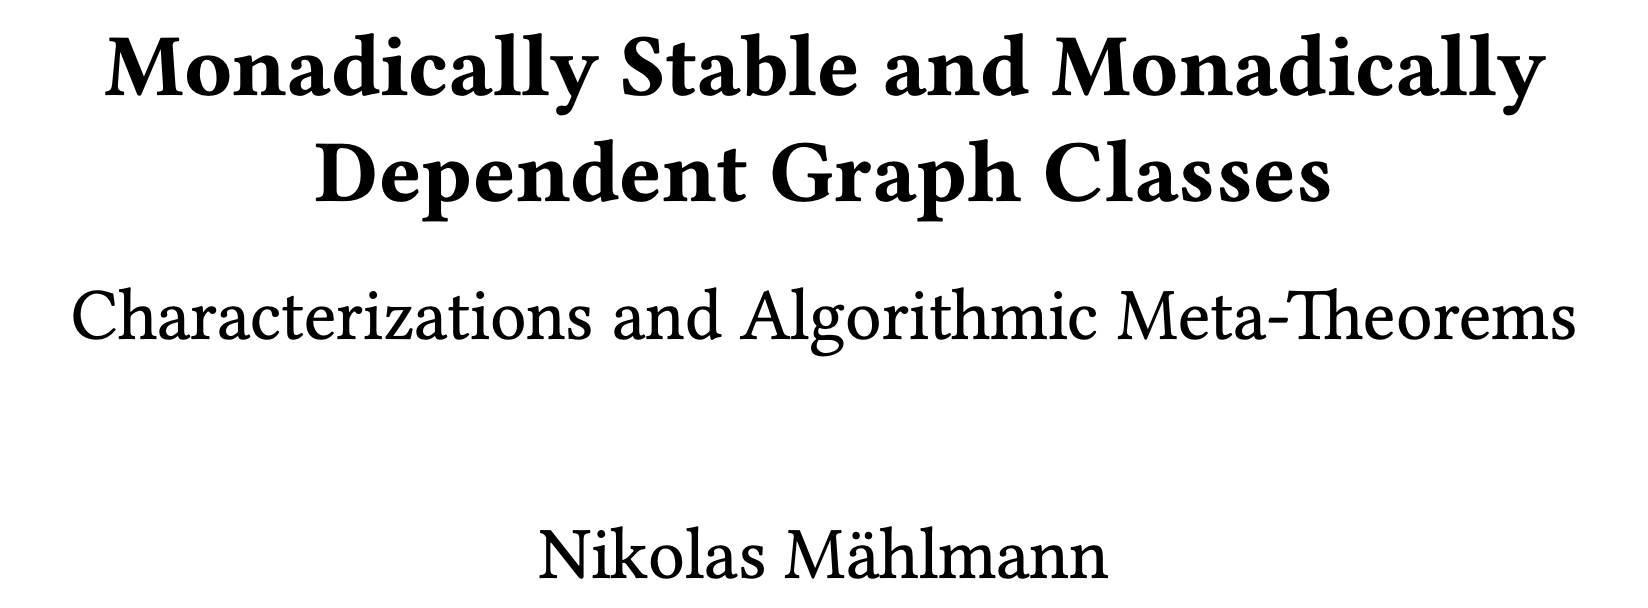 Monadically Stable and Monadically
Dependent Graph Classes
Characterizations and Algorithmic Meta-Theorems
Nikolas Mählmann